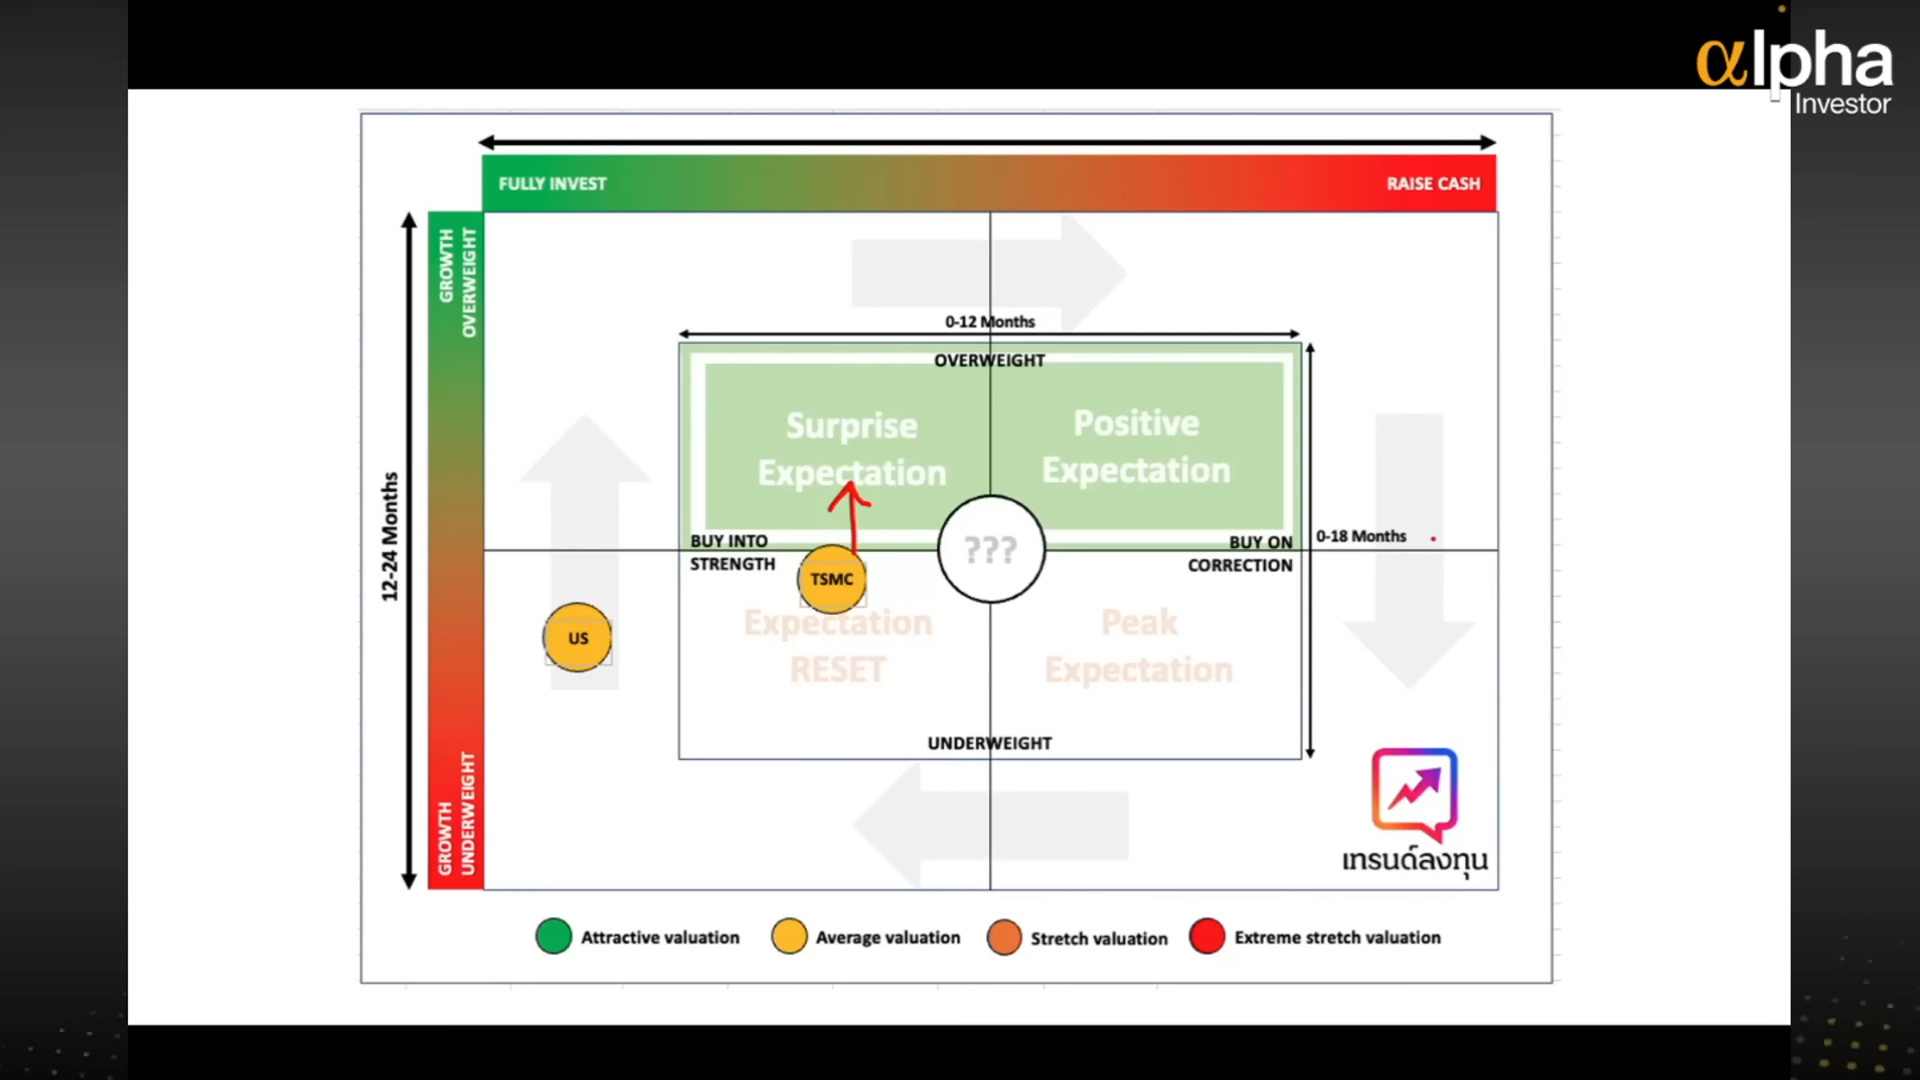 αlpha
Investor
FULLY INVEST
RAISE CASH
GROWTH
OVERWEIGHT
0-12 Months
OVERWEIGHT
Surprise
Expectation
Positive
Expectation
12-24 Months
BUY INTO
STRENGTH
???
BUY ON
CORRECTION
0-18 Months
TSMC
US
Expectation
RESET
Peak
Expectation
UNDERWEIGHT
GROWTH
UNDERWEIGHT
เทรนด์ลงทุน
Attractive valuation
Average valuation
Stretch valuation
Extreme stretch valuation